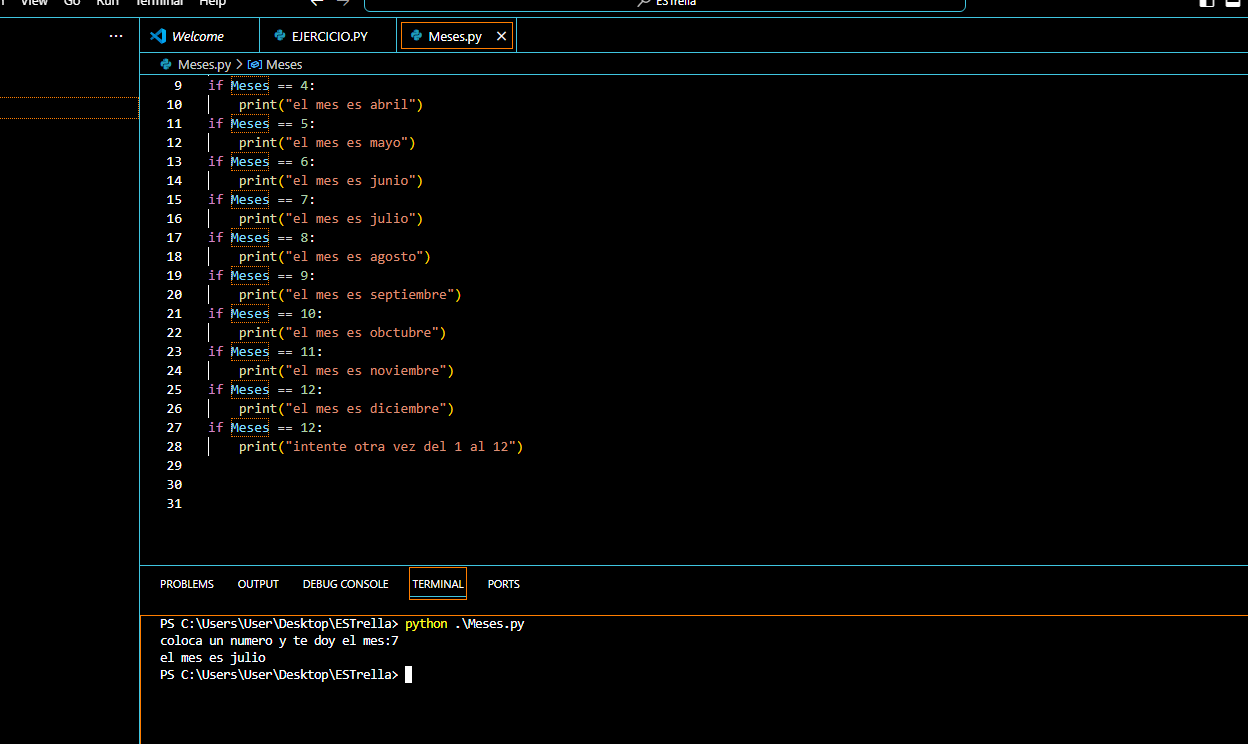 View Go Run Terminal Help ESTrella
Welcome EJERCICIO.PY Meses.py
Meses.py > Meses
9 if Meses == 4:
10 print("el mes es abril")
11 if Meses == 5:
12 print("el mes es mayo")
13 if Meses == 6:
14 print("el mes es junio")
15 if Meses == 7:
16 print("el mes es julio")
17 if Meses == 8:
18 print("el mes es agosto")
19 if Meses == 9:
20 print("el mes es septiembre")
21 if Meses == 10:
22 print("el mes es obctubre")
23 if Meses == 11:
24 print("el mes es noviembre")
25 if Meses == 12:
26 print("el mes es diciembre")
27 if Meses == 12:
28 print("intente otra vez del 1 al 12")
29
30
31
PROBLEMS OUTPUT DEBUG CONSOLE TERMINAL PORTS
PS C:\Users\User\Desktop\ESTrella> python .\Meses.py
coloca un numero y te doy el mes:7
el mes es julio
PS C:\Users\User\Desktop\ESTrella>